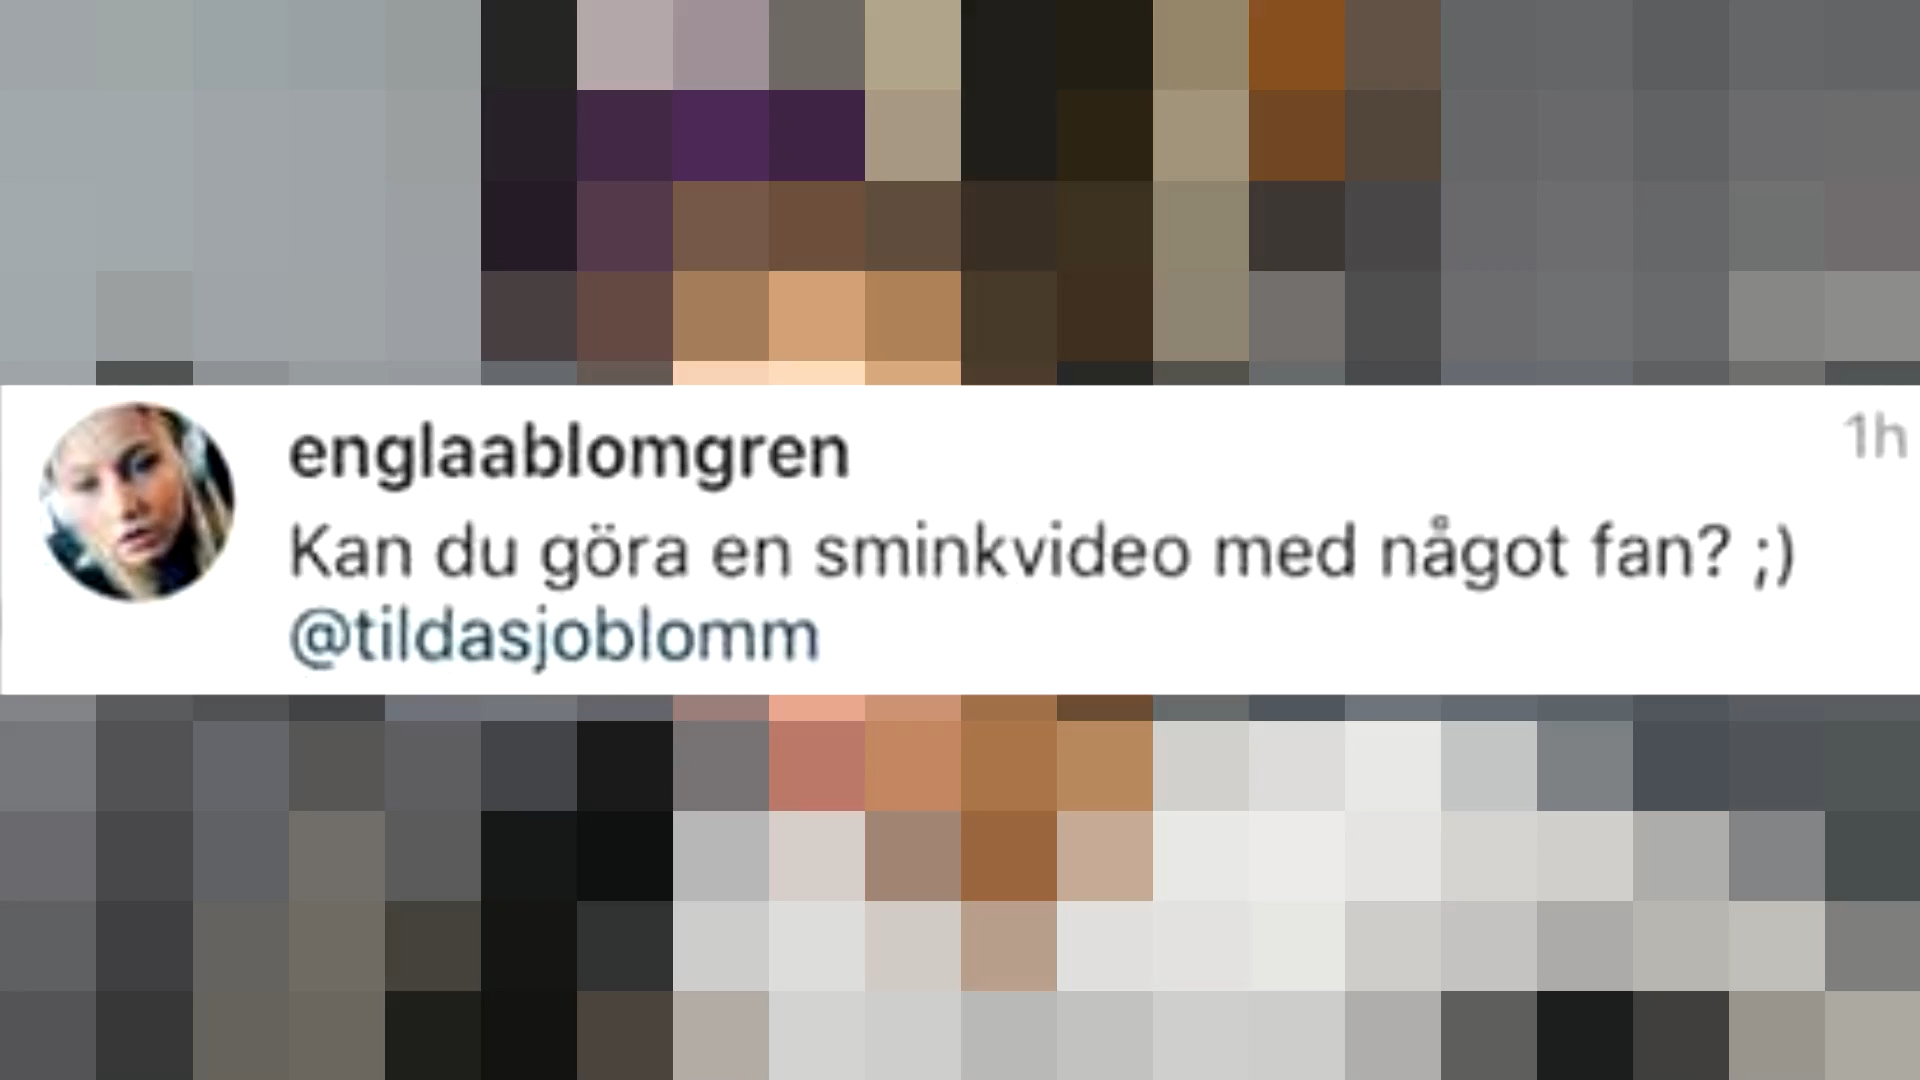 englaablomgren
1h
Kan du göra en sminkvideo med något fan? ;)
@tildasjoblomm